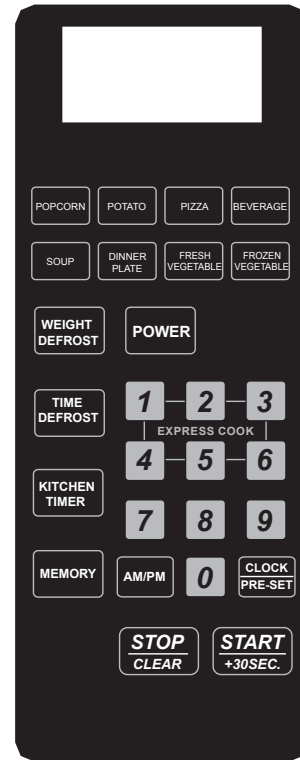 POPCORN POTATO PIZZA BEVERAGE
SOUP DINNER PLATE FRESH VEGETABLE FROZEN VEGETABLE
WEIGHT DEFROST POWER
TIME DEFROST
1 2 3
EXPRESS COOK
4 5 6
KITCHEN TIMER
7 8 9
MEMORY AM/PM 0 CLOCK PRE-SET
STOP CLEAR START +30SEC.